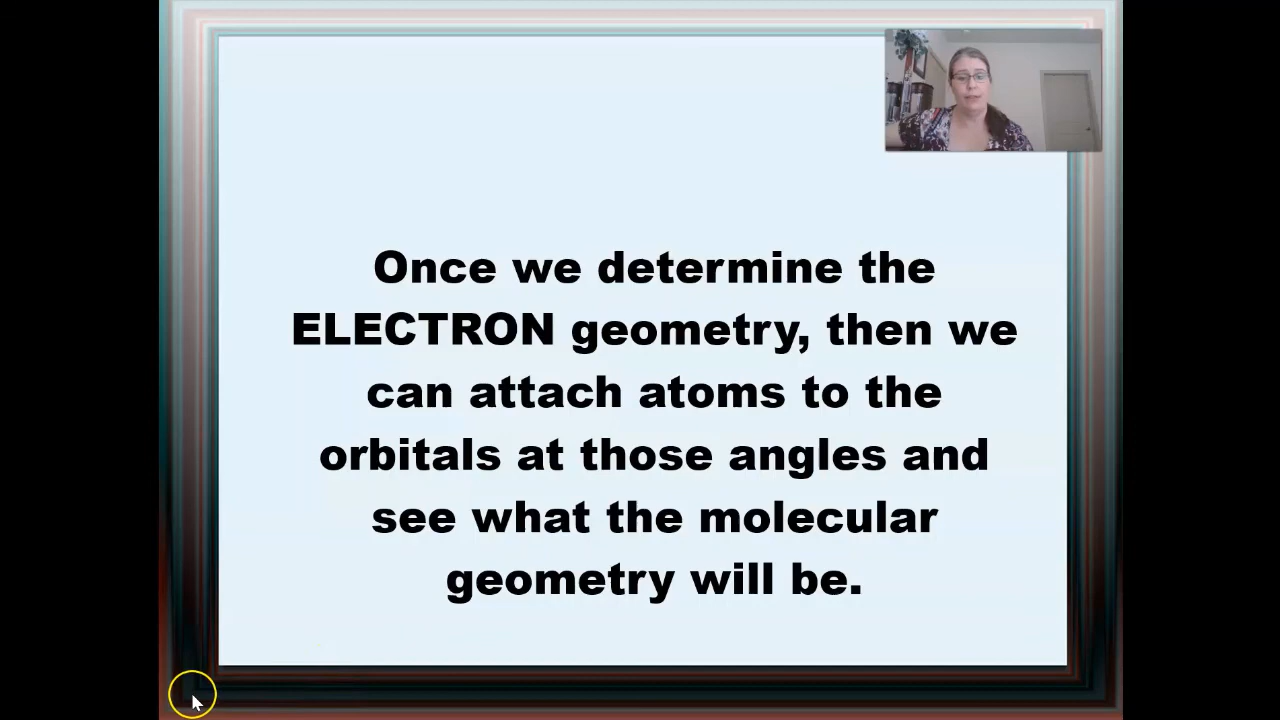 Once we determine the
ELECTRON geometry, then we
can attach atoms to the
orbitals at those angles and
see what the molecular
geometry will be.